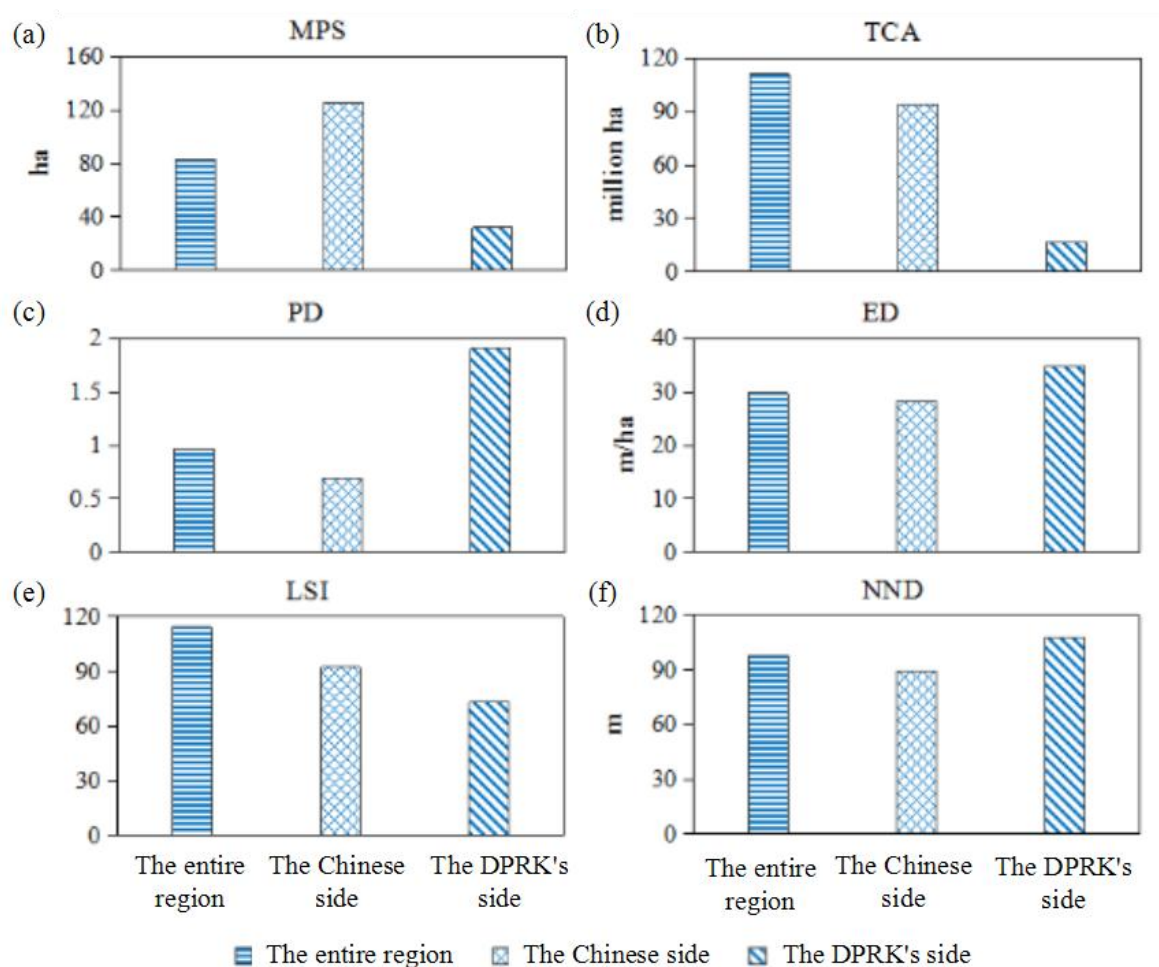 (a)
MPS
160
120
80
40
0
ha
(b)
TCA
120
90
60
30
0
million ha
(c)
PD
2
1.5
1
0.5
0
(d)
ED
40
30
20
10
0
m/ha
(e)
LSI
120
90
60
30
0
The entire
region
The Chinese
side
The DPRK's
side
(f)
NND
120
90
60
30
0
m
The entire
region
The Chinese
side
The DPRK's
side
The entire region The Chinese side The DPRK's side